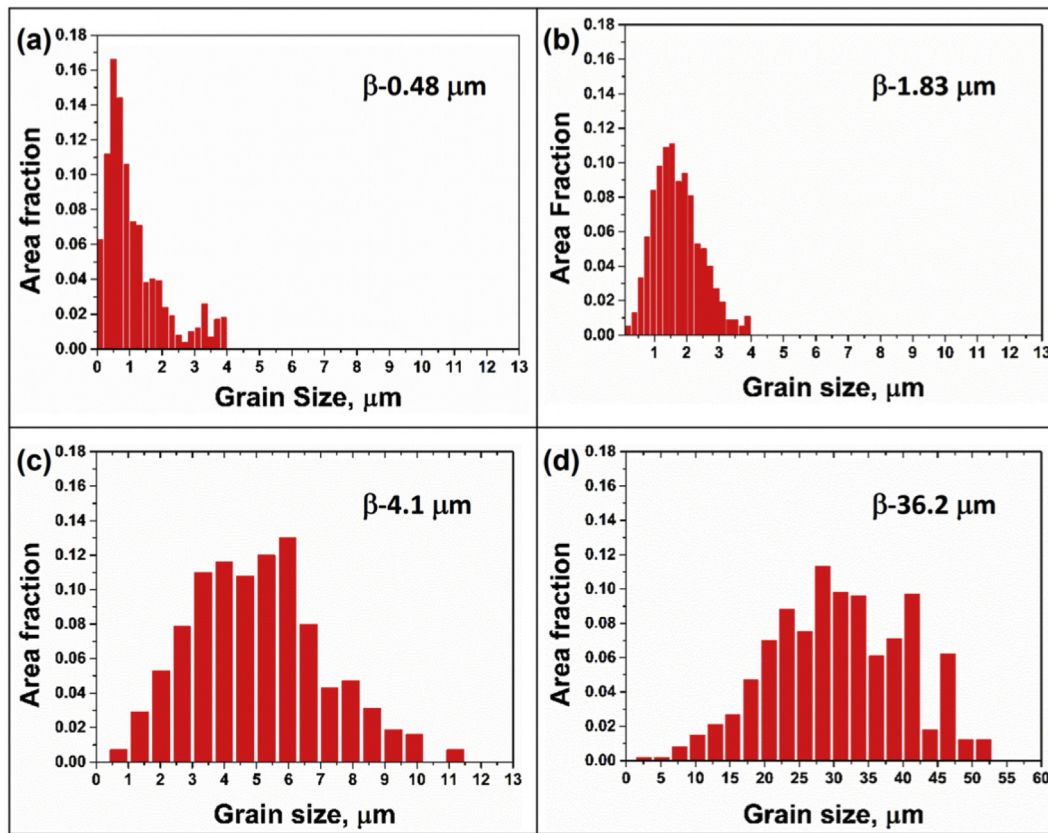 (a)
β-0.48 μm
0.18
0.16
0.14
0.12
0.10
0.08
0.06
0.04
0.02
0.00
Area fraction
0 1 2 3 4 5 6 7 8 9 10 11 12 13
Grain Size, μm
(b)
β-1.83 μm
0.18
0.16
0.14
0.12
0.10
0.08
0.06
0.04
0.02
0.00
Area Fraction
1 2 3 4 5 6 7 8 9 10 11 12 13
Grain size, μm
(c)
β-4.1 μm
0.18
0.16
0.14
0.12
0.10
0.08
0.06
0.04
0.02
0.00
Area fraction
0 1 2 3 4 5 6 7 8 9 10 11 12 13
Grain size, μm
(d)
β-36.2 μm
0.18
0.16
0.14
0.12
0.10
0.08
0.06
0.04
0.02
0.00
Area fraction
0 5 10 15 20 25 30 35 40 45 50 55 60
Grain size, μm